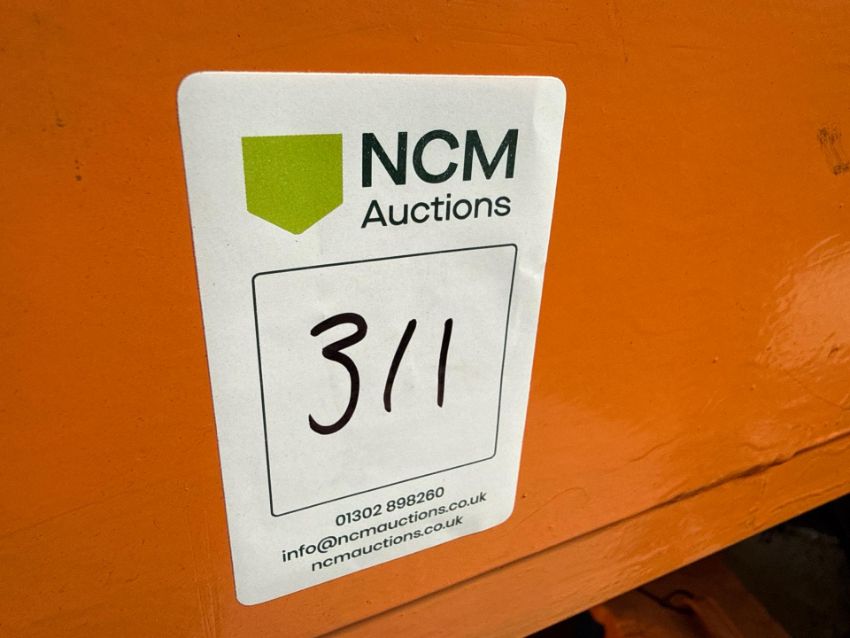 NCM
Auctions
311
01302 898260
info@ncmauctions.co.uk
ncmauctions.co.uk